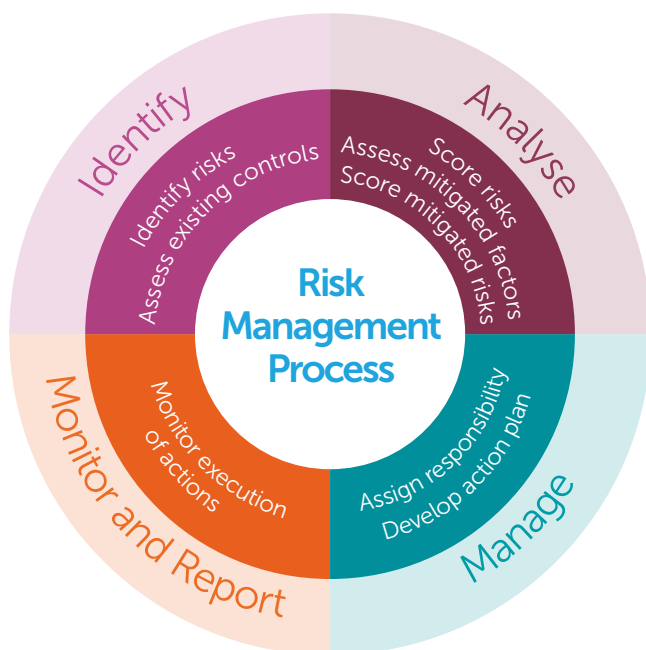 Identify
Identify risks
Assess existing controls
Analyse
Score risks
Assess mitigated factors
Score mitigated risks
Risk
Management
Process
Monitor and Report
Monitor execution
of actions
Manage
Assign responsibility
Develop action plan